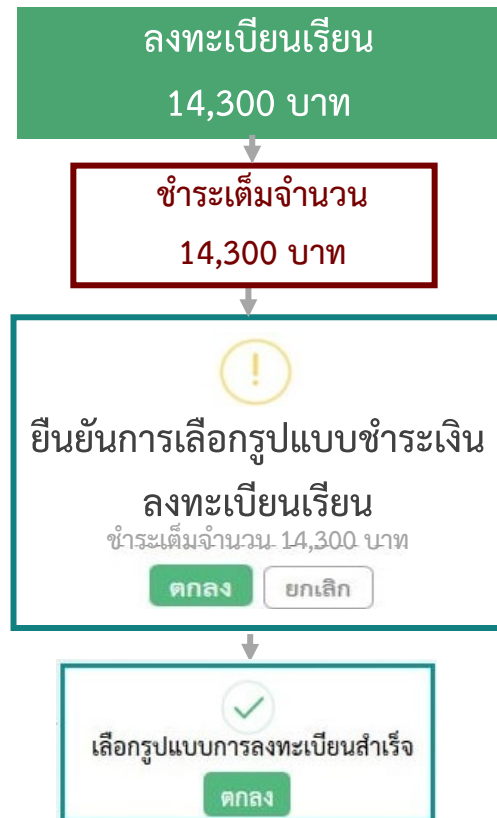 ลงทะเบียนเรียน
14,300 บาท
ชำระเต็มจำนวน
14,300 บาท
!
ยืนยันการเลือกรูปแบบชำระเงิน
ลงทะเบียนเรียน
ชำระเต็มจำนวน 14,300 บาท
ตกลง ยกเลิก
เลือกรูปแบบการลงทะเบียนสำเร็จ
ตกลง